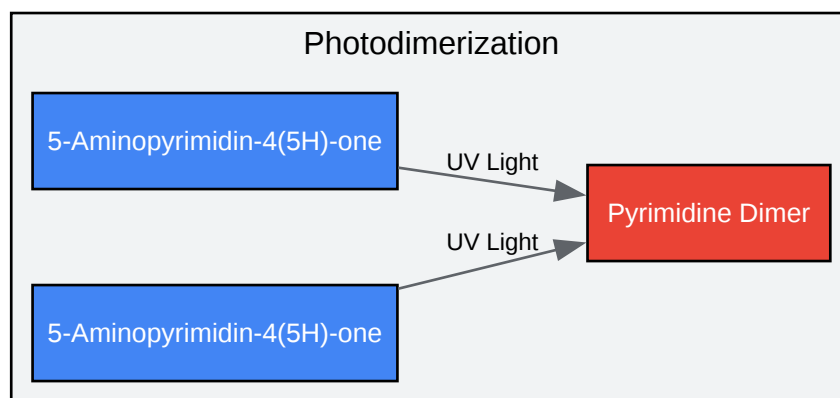 Photodimerization
5-Aminopyrimidin-4(5H)-one
UV Light
Pyrimidine Dimer
UV Light
5-Aminopyrimidin-4(5H)-one